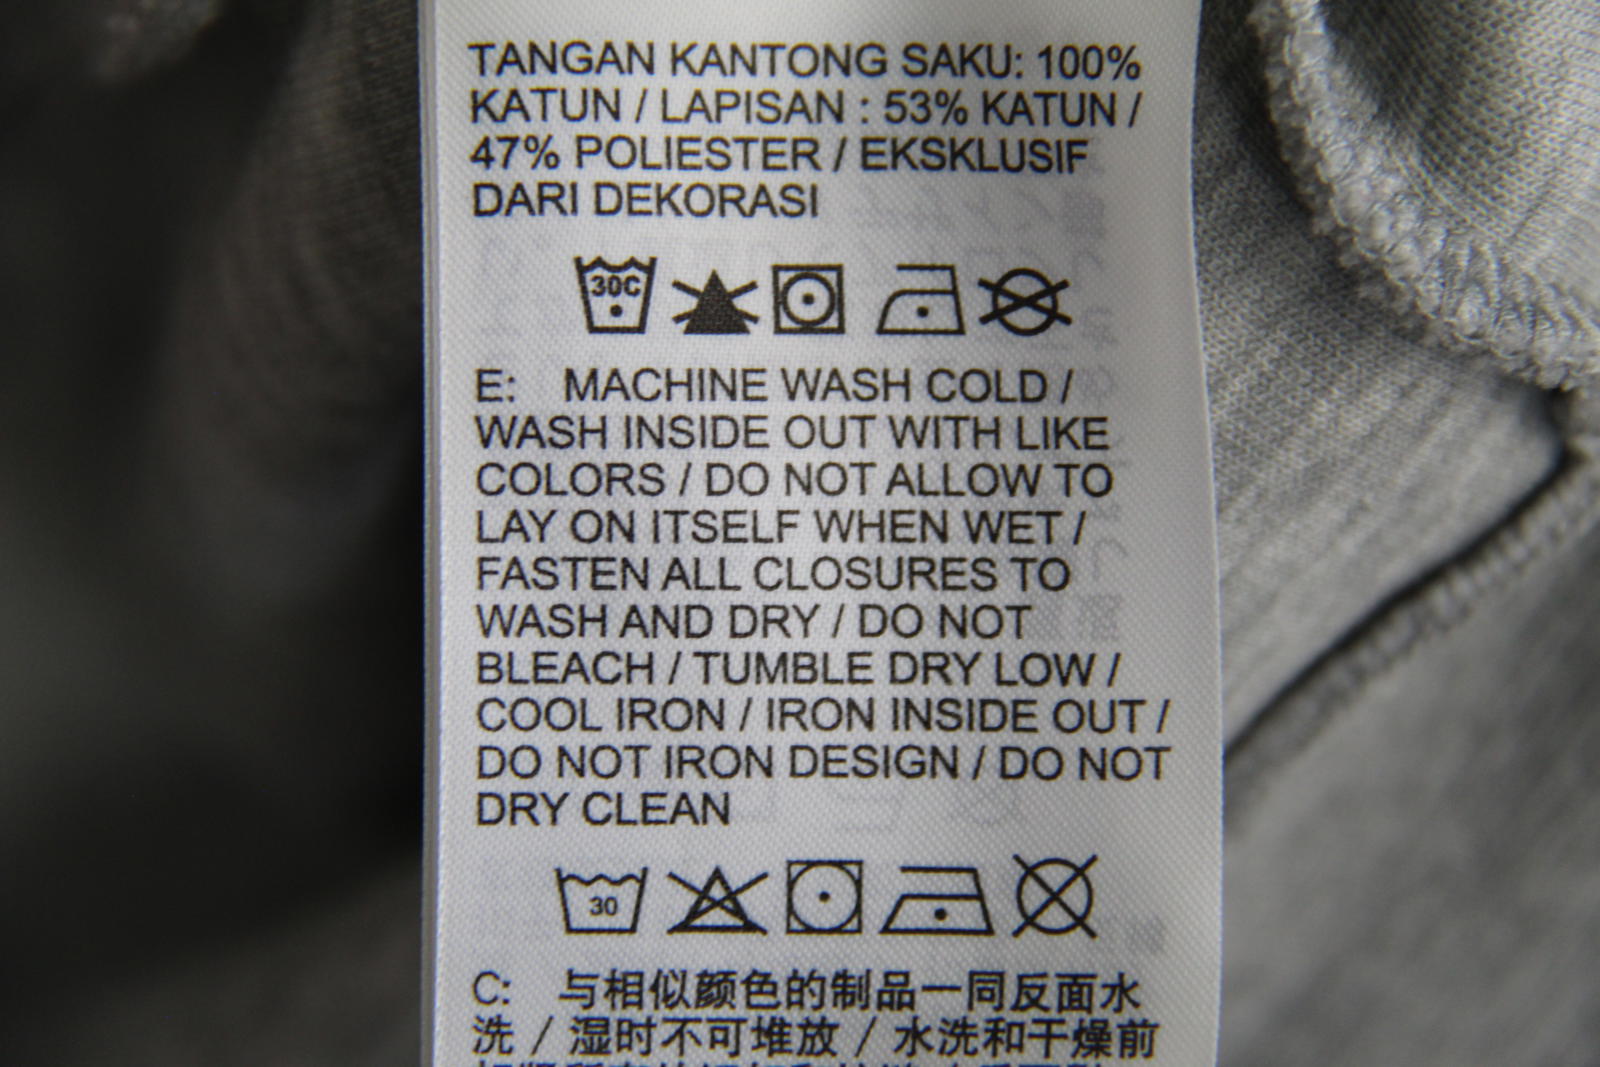 TANGAN KANTONG SAKU: 100%
KATUN / LAPISAN : 53% KATUN /
47% POLIESTER / EKSKLUSIF
DARI DEKORASI
30C
E: MACHINE WASH COLD /
WASH INSIDE OUT WITH LIKE
COLORS / DO NOT ALLOW TO
LAY ON ITSELF WHEN WET /
FASTEN ALL CLOSURES TO
WASH AND DRY / DO NOT
BLEACH / TUMBLE DRY LOW /
COOL IRON / IRON INSIDE OUT /
DO NOT IRON DESIGN / DO NOT
DRY CLEAN
30
C: 与相似颜色的制品一同反面水
洗 / 湿时不可堆放 / 水洗和干燥前